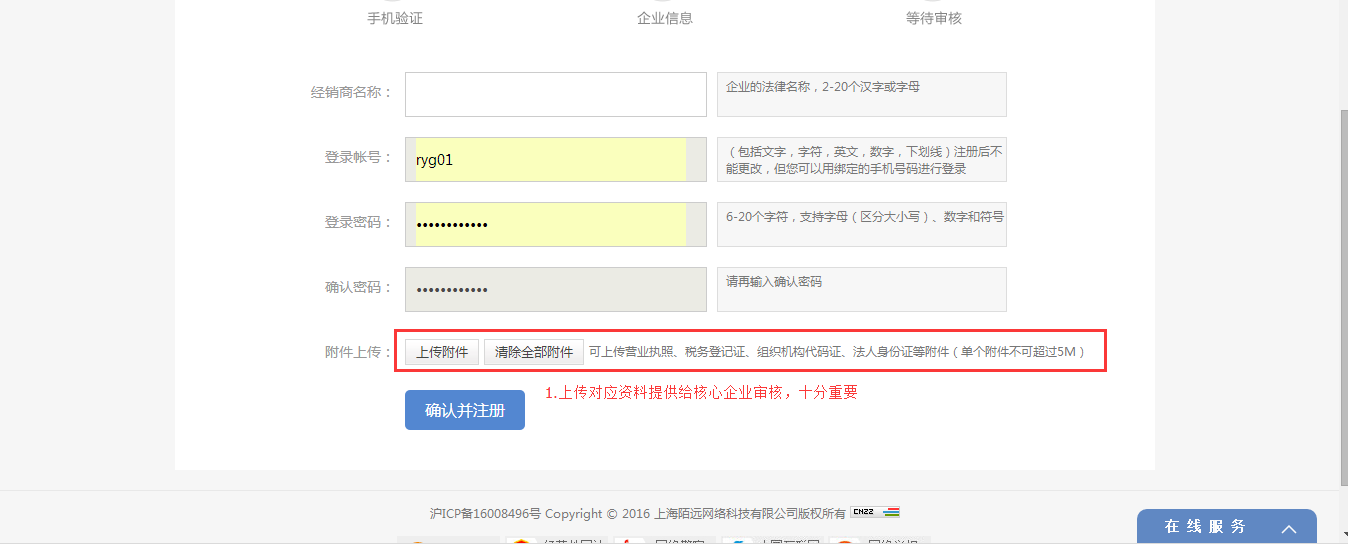 手机验证 企业信息 等待审核
经销商名称： 企业的法律名称，2-20个汉字或字母
登录帐号： ryg01 （包括文字，字符，英文，数字，下划线）注册后不
能更改，但您可以用绑定的手机号码进行登录
登录密码： •••••••••••• 6-20个字符，支持字母（区分大小写）、数字和符号
确认密码： •••••••••••• 请再输入确认密码
附件上传： 上传附件 清除全部附件 可上传营业执照、税务登记证、组织机构代码证、法人身份证等附件（单个附件不可超过5M）
确认并注册 1.上传对应资料提供给核心企业审核，十分重要
沪ICP备16008496号 Copyright © 2016 上海陌远网络科技有限公司版权所有 CNZZ
在线服务